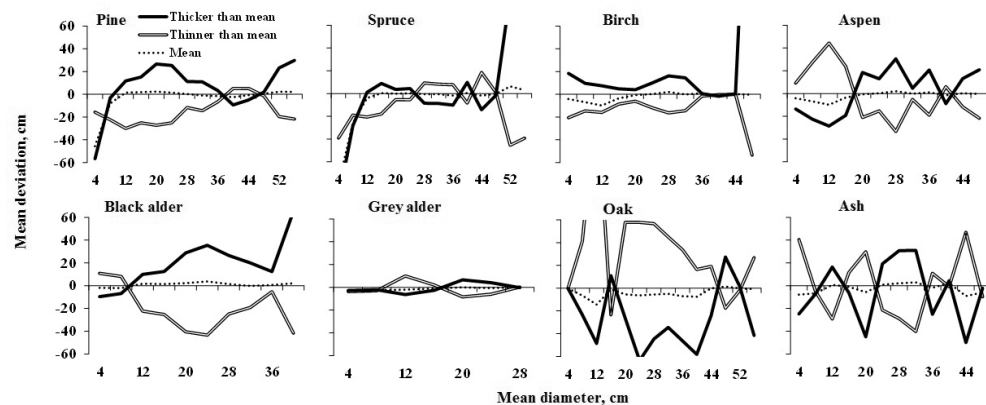 Pine
Spruce
Birch
Aspen
Thicker than mean
Thinner than mean
Mean
60
40
20
0
-20
-40
-60
4 12 20 28 36 52
4 12 20 28 36 44 52
4 12 20 28 36 44
4 12 20 28 36 44
Mean deviation, cm
Black alder
Grey alder
Oak
Ash
60
40
20
0
-20
-40
-60
4 12 20 28 36
4 12 20 28
4 12 20 28 36 44 52
4 12 20 28 36 44
Mean diameter, cm